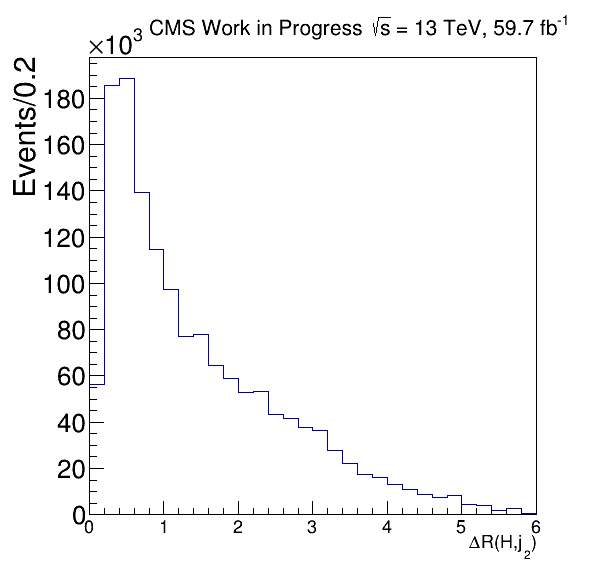 ×10³ CMS Work in Progress √s = 13 TeV, 59.7 fb⁻¹
Events/0.2
180
160
140
120
100
80
60
40
20
0
0 1 2 3 4 5 6
ΔR(H,j₂)